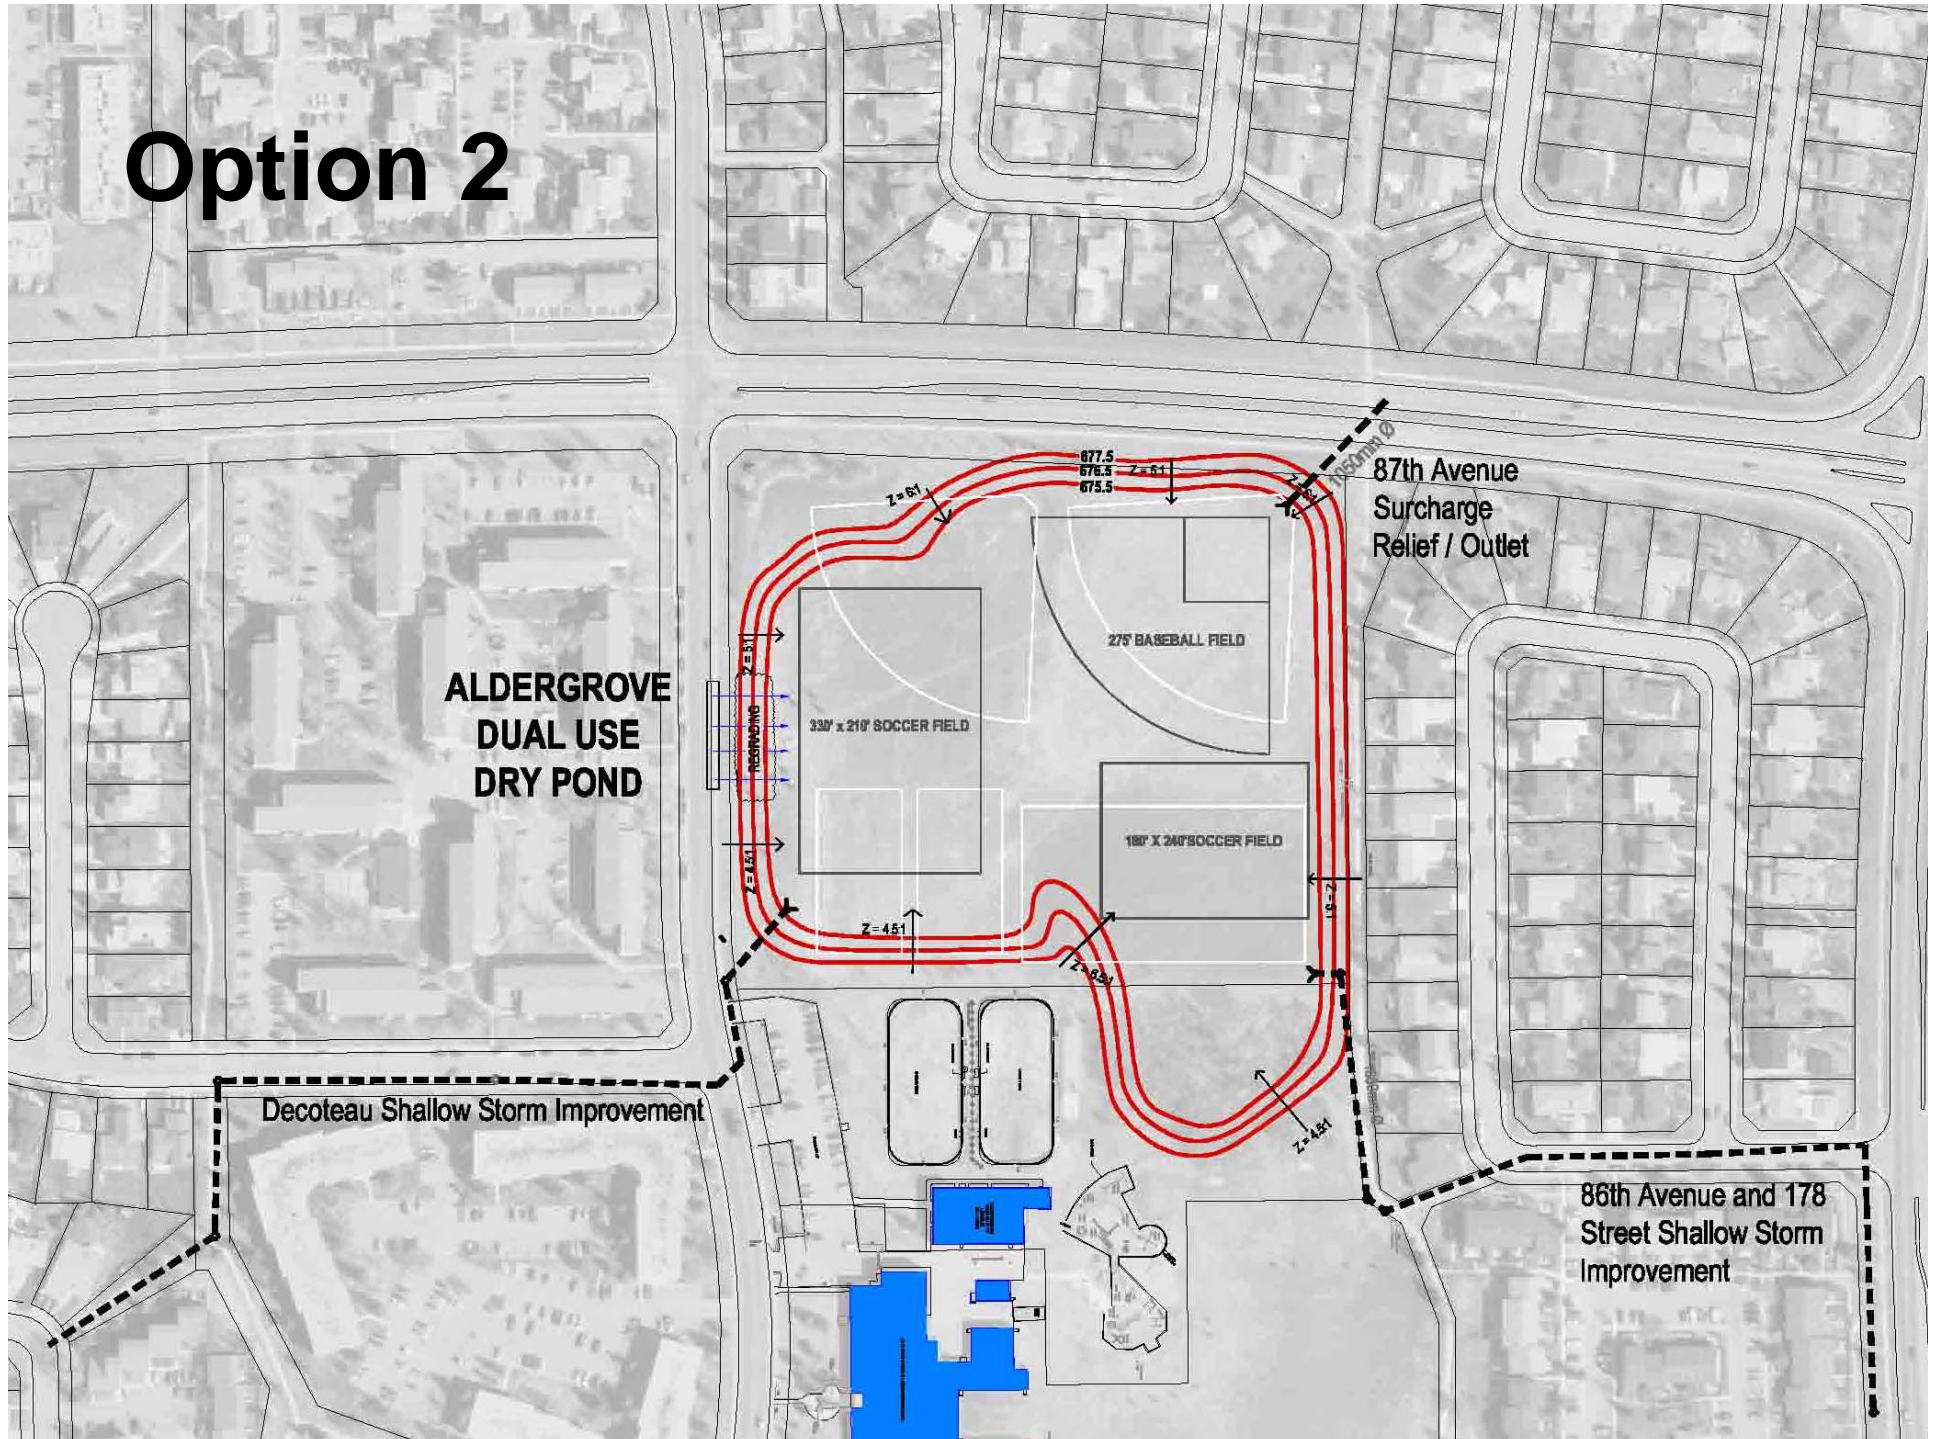 Option 2
677.5
676.5
675.5
Z = 5:1
Z = 6:1
1050mm Ø
87th Avenue
Surcharge
Relief / Outlet
275' BASEBALL FIELD
Z = 5:1
ALDERGROVE
DUAL USE
DRY POND
REGRADING
330' x 210' SOCCER FIELD
180' X 240' SOCCER FIELD
Z = 4.5:1
Z = 4.5:1
Z = 5:1
Z = 6.5:1
Decoteau Shallow Storm Improvement
Z = 4.5:1
86th Avenue and 178
Street Shallow Storm
Improvement